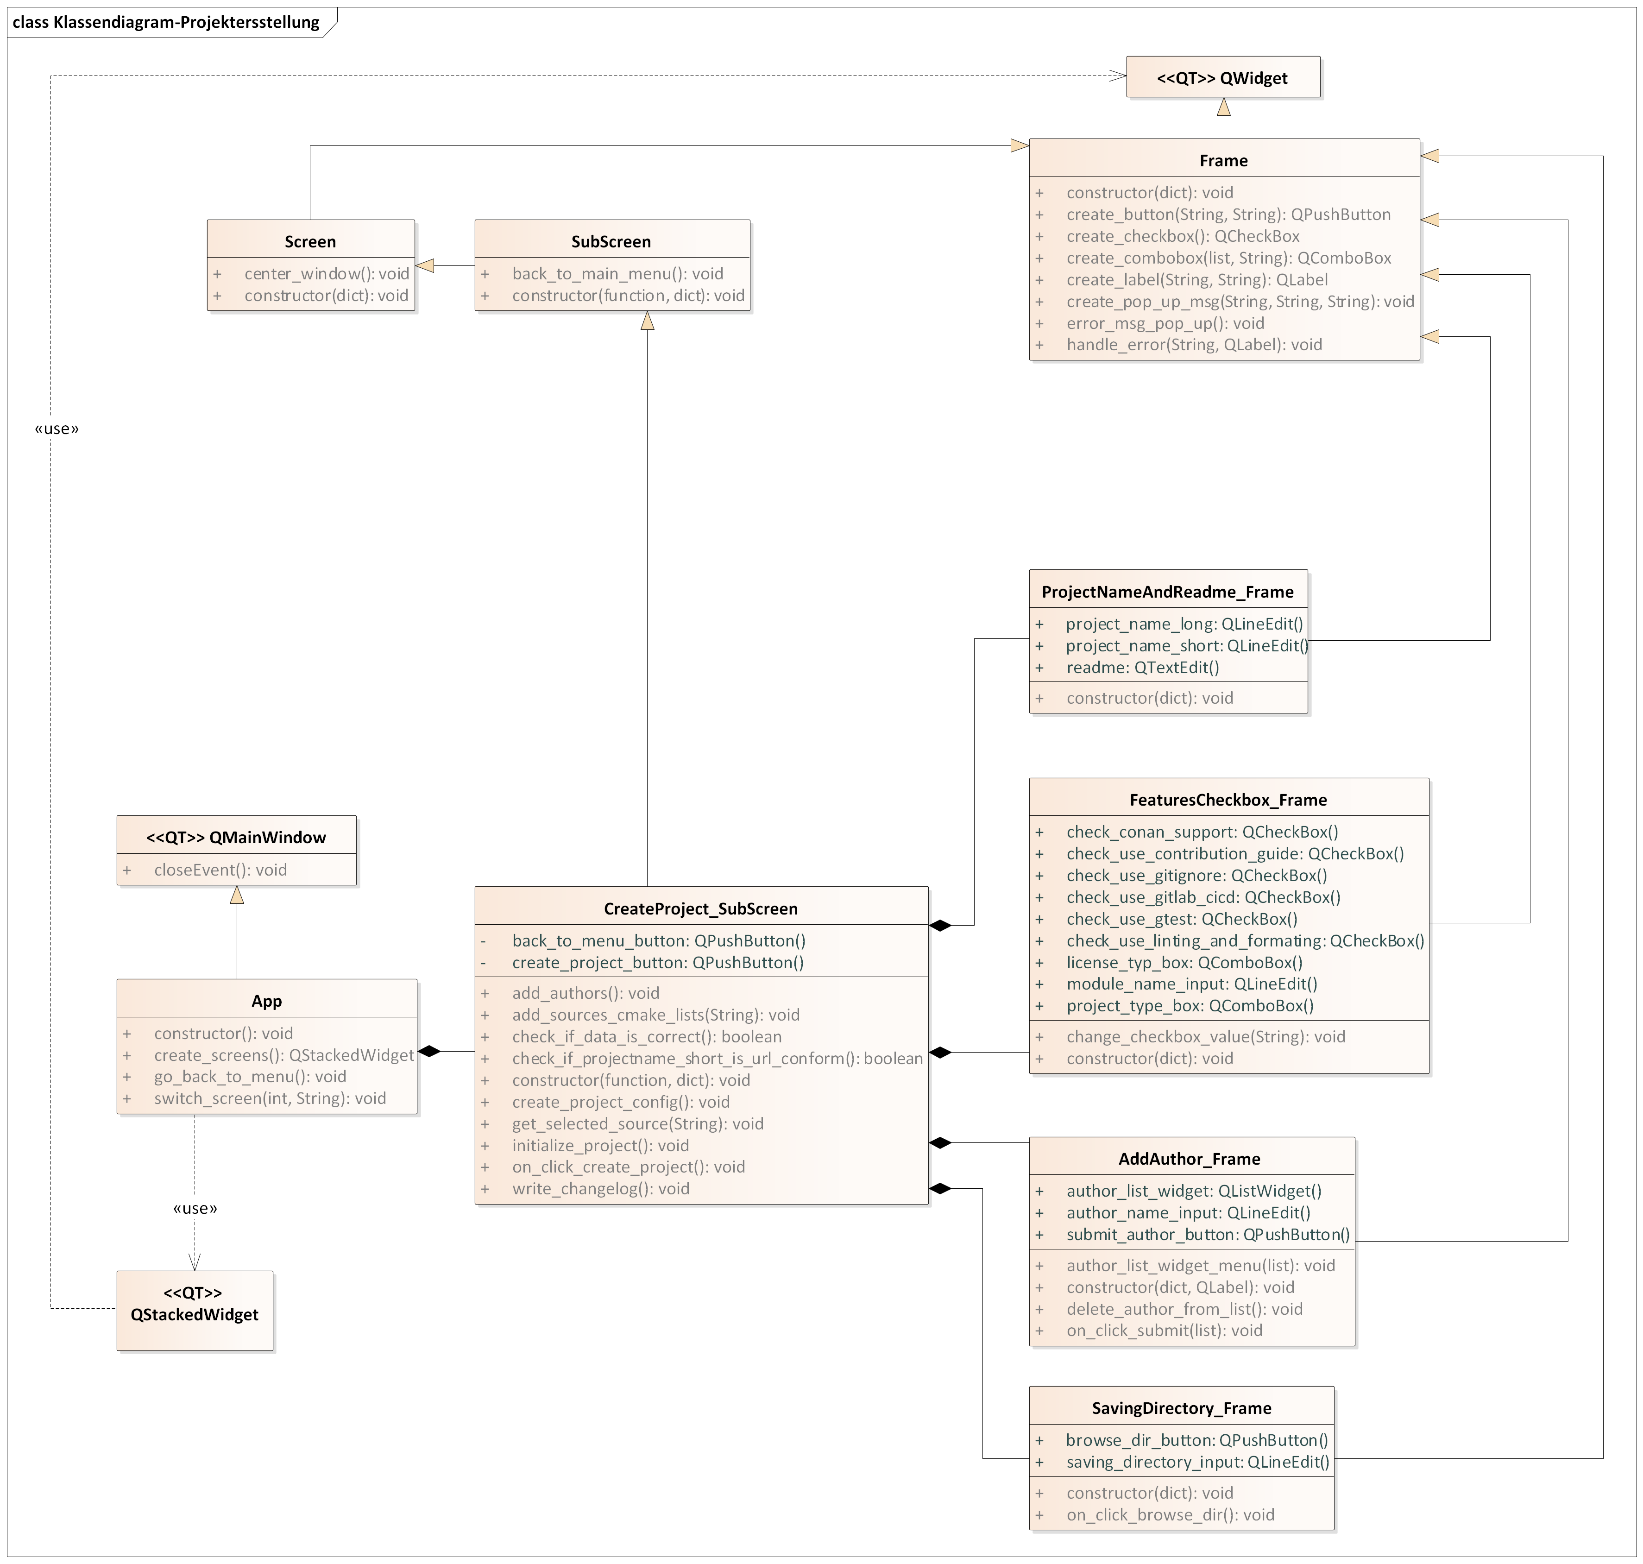 class Klassendiagram-Projektersstellung
<<QT>> QWidget
Frame
+ constructor(dict): void
+ create_button(String, String): QPushButton
+ create_checkbox(): QCheckBox
+ create_combobox(list, String): QComboBox
+ create_label(String, String): QLabel
+ create_pop_up_msg(String, String, String): void
+ error_msg_pop_up(): void
+ handle_error(String, QLabel): void
Screen
+ center_window(): void
+ constructor(dict): void
SubScreen
+ back_to_main_menu(): void
+ constructor(function, dict): void
«use»
ProjectNameAndReadme_Frame
+ project_name_long: QLineEdit()
+ project_name_short: QLineEdit()
+ readme: QTextEdit()
+ constructor(dict): void
FeaturesCheckbox_Frame
+ check_conan_support: QCheckBox()
+ check_use_contribution_guide: QCheckBox()
+ check_use_gitignore: QCheckBox()
+ check_use_gitlab_cicd: QCheckBox()
+ check_use_gtest: QCheckBox()
+ check_use_linting_and_formating: QCheckBox()
+ license_typ_box: QComboBox()
+ module_name_input: QLineEdit()
+ project_type_box: QComboBox()
+ change_checkbox_value(String): void
+ constructor(dict): void
<<QT>> QMainWindow
+ closeEvent(): void
App
+ constructor(): void
+ create_screens(): QStackedWidget
+ go_back_to_menu(): void
+ switch_screen(int, String): void
CreateProject_SubScreen
- back_to_menu_button: QPushButton()
- create_project_button: QPushButton()
+ add_authors(): void
+ add_sources_cmake_lists(String): void
+ check_if_data_is_correct(): boolean
+ check_if_projectname_short_is_url_conform(): boolean
+ constructor(function, dict): void
+ create_project_config(): void
+ get_selected_source(String): void
+ initialize_project(): void
+ on_click_create_project(): void
+ write_changelog(): void
«use»
<<QT>>
QStackedWidget
AddAuthor_Frame
+ author_list_widget: QListWidget()
+ author_name_input: QLineEdit()
+ submit_author_button: QPushButton()
+ author_list_widget_menu(list): void
+ constructor(dict, QLabel): void
+ delete_author_from_list(): void
+ on_click_submit(list): void
SavingDirectory_Frame
+ browse_dir_button: QPushButton()
+ saving_directory_input: QLineEdit()
+ constructor(dict): void
+ on_click_browse_dir(): void